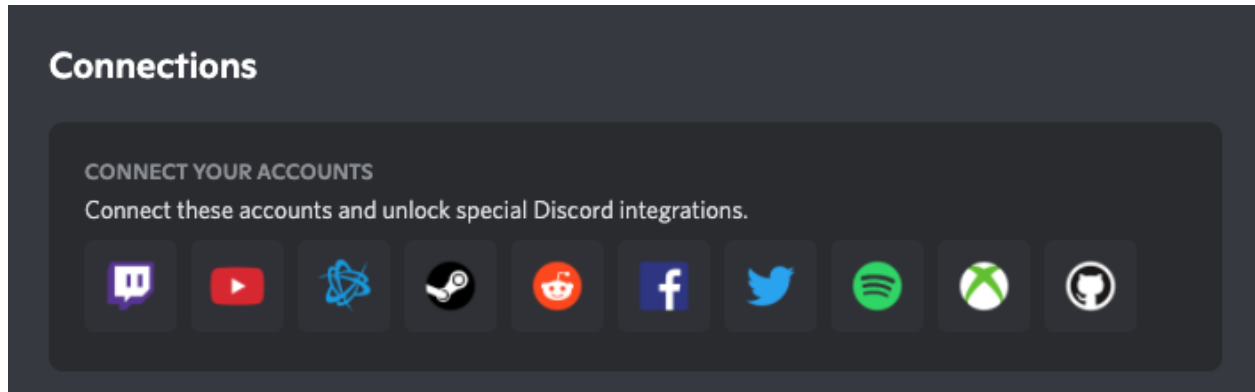 Connections
CONNECT YOUR ACCOUNTS
Connect these accounts and unlock special Discord integrations.